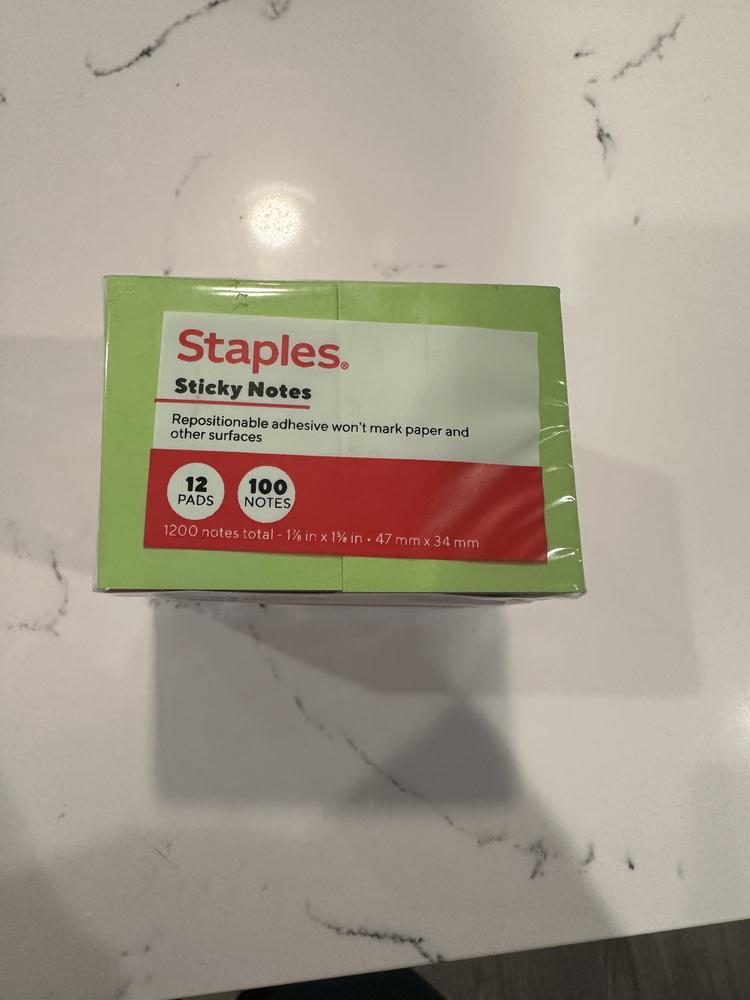 Staples®
Sticky Notes
Repositionable adhesive won't mark paper and
other surfaces
12
PADS
100
NOTES
1200 notes total - 1⅞ in x 1⅜ in • 47 mm x 34 mm